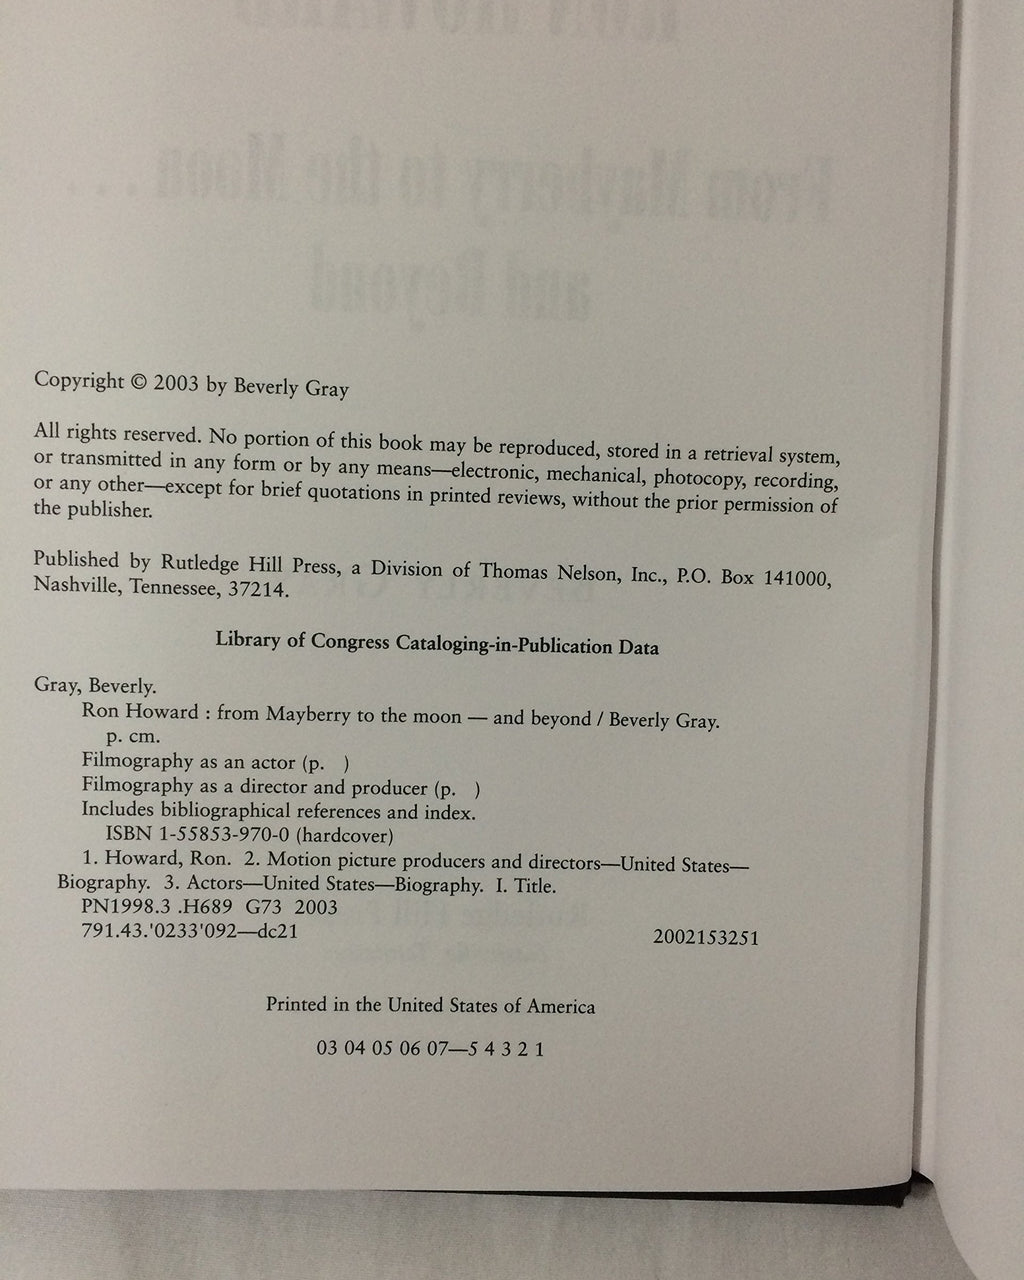 From Mayberry to the Moon . . .
and Beyond
Copyright © 2003 by Beverly Gray
All rights reserved. No portion of this book may be reproduced, stored in a retrieval system,
or transmitted in any form or by any means—electronic, mechanical, photocopy, recording,
or any other—except for brief quotations in printed reviews, without the prior permission of
the publisher.
Published by Rutledge Hill Press, a Division of Thomas Nelson, Inc., P.O. Box 141000,
Nashville, Tennessee, 37214.
Library of Congress Cataloging-in-Publication Data
Gray, Beverly.
Ron Howard : from Mayberry to the moon — and beyond / Beverly Gray.
p. cm.
Filmography as an actor (p. )
Filmography as a director and producer (p. )
Includes bibliographical references and index.
ISBN 1-55853-970-0 (hardcover)
1. Howard, Ron. 2. Motion picture producers and directors—United States—
Biography. 3. Actors—United States—Biography. I. Title.
PN1998.3 .H689 G73 2003
791.43.'0233'092—dc21 2002153251
Printed in the United States of America
03 04 05 06 07—5 4 3 2 1